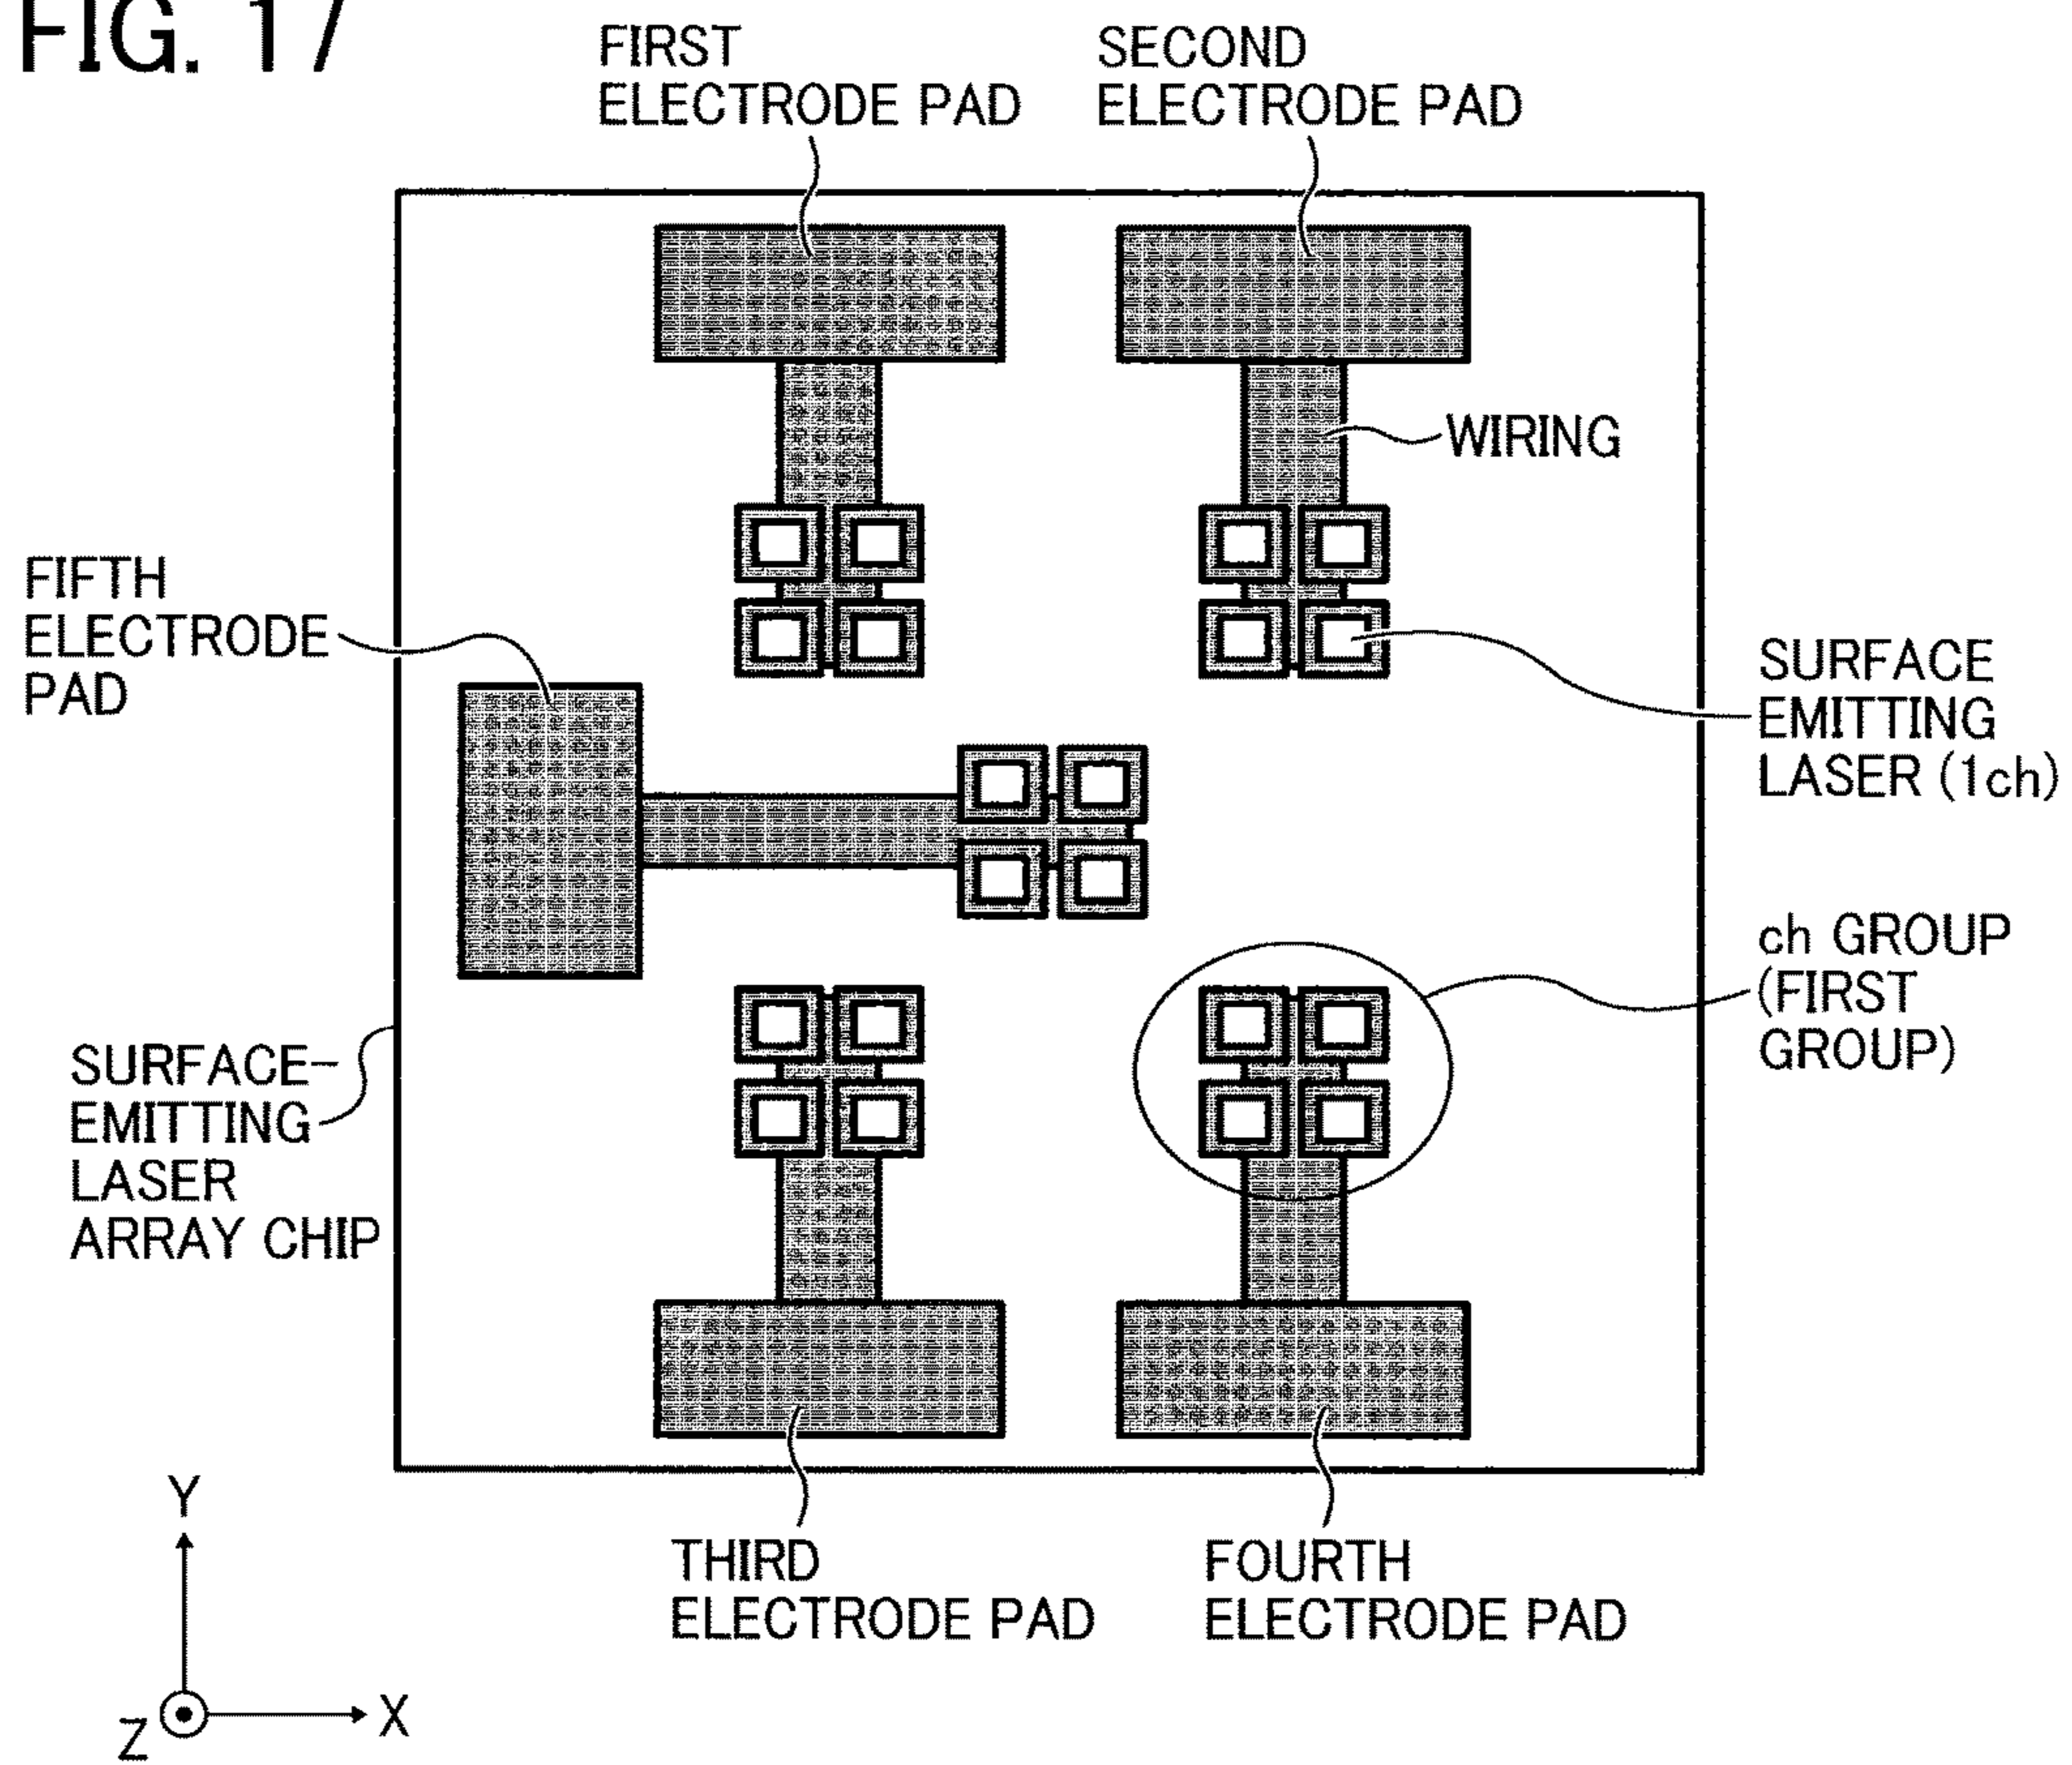 FIG. 17
FIRST
ELECTRODE PAD
SECOND
ELECTRODE PAD
WIRING
FIFTH
ELECTRODE
PAD
SURFACE
EMITTING
LASER (1ch)
ch GROUP
(FIRST
GROUP)
SURFACE-
EMITTING
LASER
ARRAY CHIP
THIRD
ELECTRODE PAD
FOURTH
ELECTRODE PAD
Y
Z
X